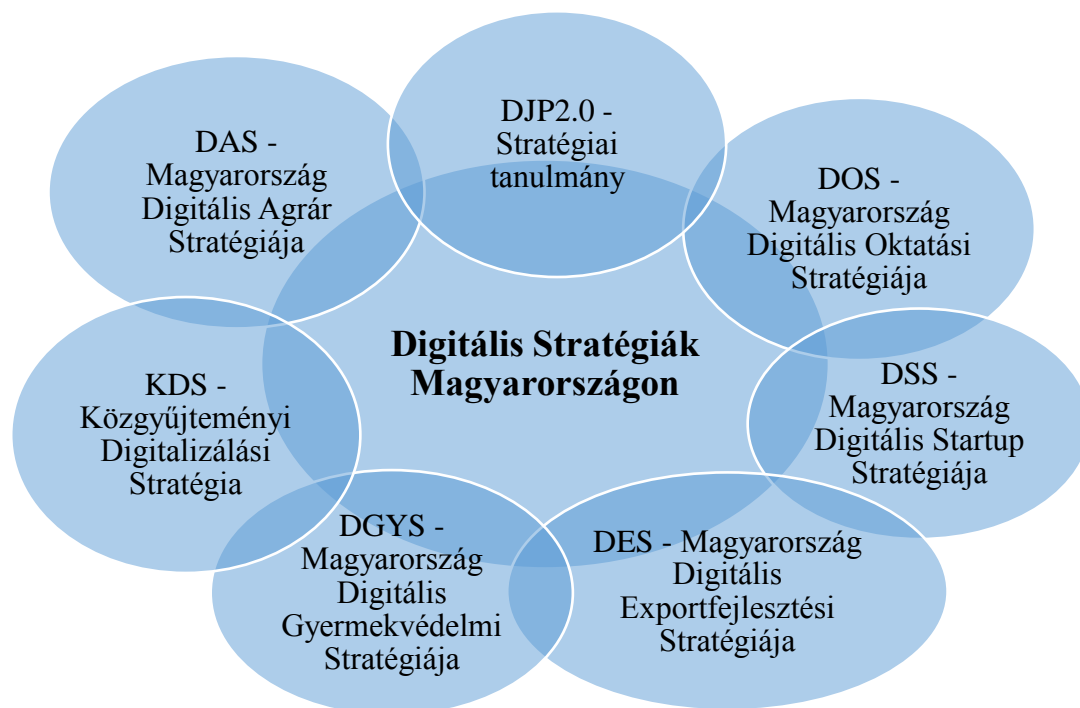 DJP2.0 -
Stratégiai
tanulmány
DOS -
Magyarország
Digitális Oktatási
Stratégiája
DSS -
Magyarország
Digitális Startup
Stratégiája
DES - Magyarország
Digitális
Exportfejlesztési
Stratégiája
DGYS -
Magyarország
Digitális
Gyermekvédelmi
Stratégiája
KDS -
Közgyűjteményi
Digitalizálási
Stratégia
DAS -
Magyarország
Digitális Agrár
Stratégiája
Digitális Stratégiák
Magyarországon